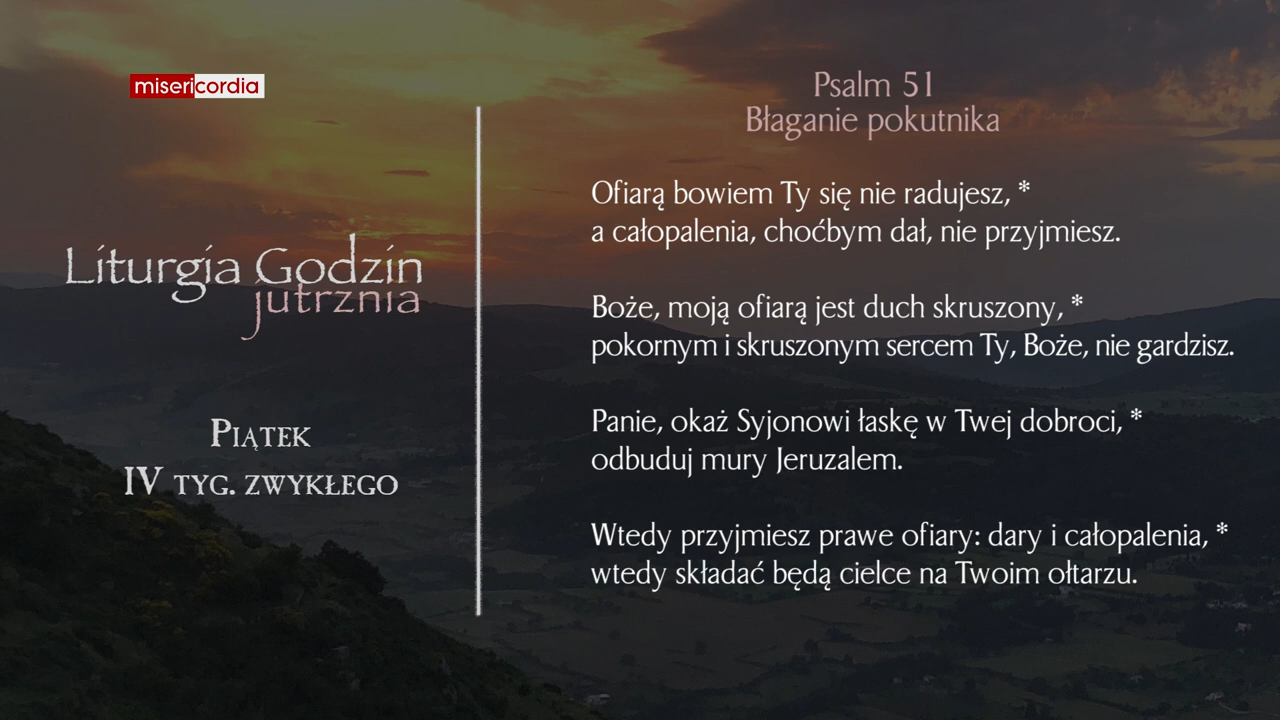 misericordia
Liturgia Godzin
jutrznia
Piątek
IV tyg. zwykłego
Psalm 51
Błaganie pokutnika
Ofiarą bowiem Ty się nie radujesz, *
a całopalenia, choćbym dał, nie przyjmiesz.
Boże, moją ofiarą jest duch skruszony, *
pokornym i skruszonym sercem Ty, Boże, nie gardzisz.
Panie, okaż Syjonowi łaskę w Twej dobroci, *
odbuduj mury Jeruzalem.
Wtedy przyjmiesz prawe ofiary: dary i całopalenia, *
wtedy składać będą cielce na Twoim ołtarzu.